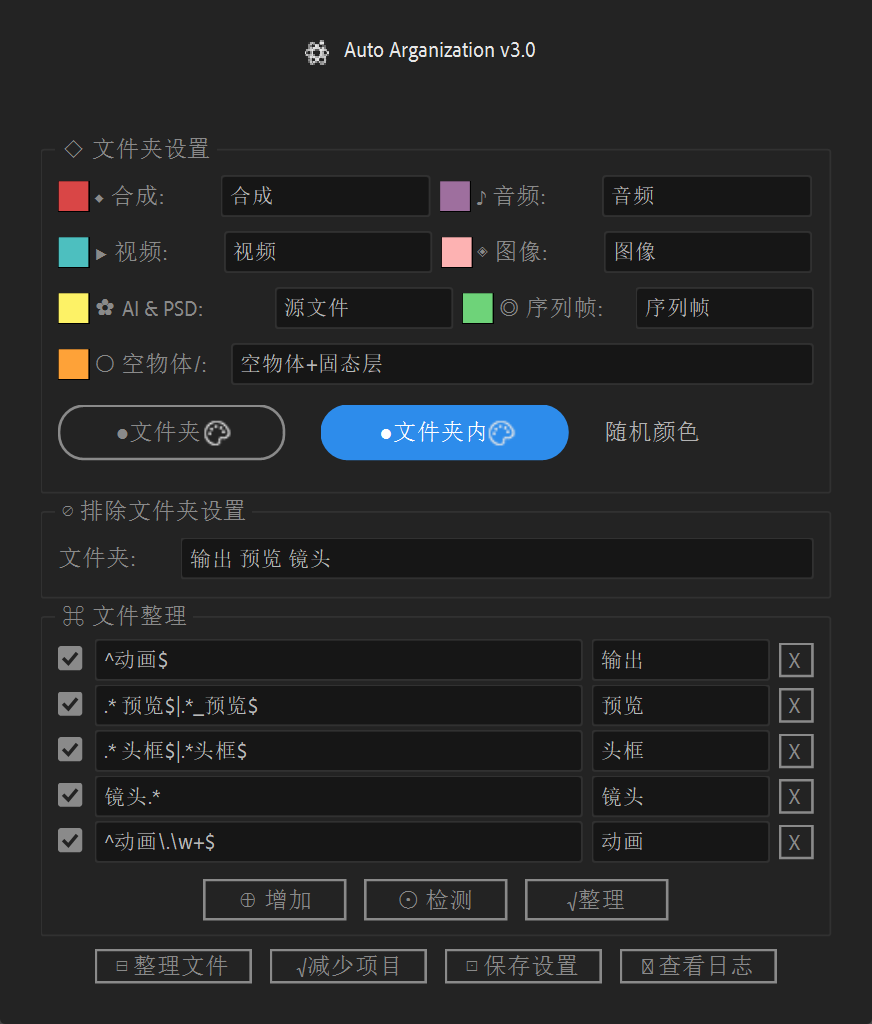 Auto Arganization v3.0
◇ 文件夹设置
◆ 合成: 合成 ♪ 音频: 音频
▶ 视频: 视频 ◈ 图像: 图像
✿ AI & PSD: 源文件 ◎ 序列帧: 序列帧
○ 空物体/: 空物体+固态层
●文件夹🎨 ●文件夹内🎨 随机颜色
⊘ 排除文件夹设置
文件夹: 输出 预览 镜头
⌘ 文件整理
^动画$ 输出 X
.* 预览$|.*_预览$ 预览 X
.* 头框$|.*头框$ 头框 X
镜头.* 镜头 X
^动画\.\w+$ 动画 X
⊕ 增加 ⊙ 检测 √整理
⊟ 整理文件 √减少项目 ⊡ 保存设置 查看日志